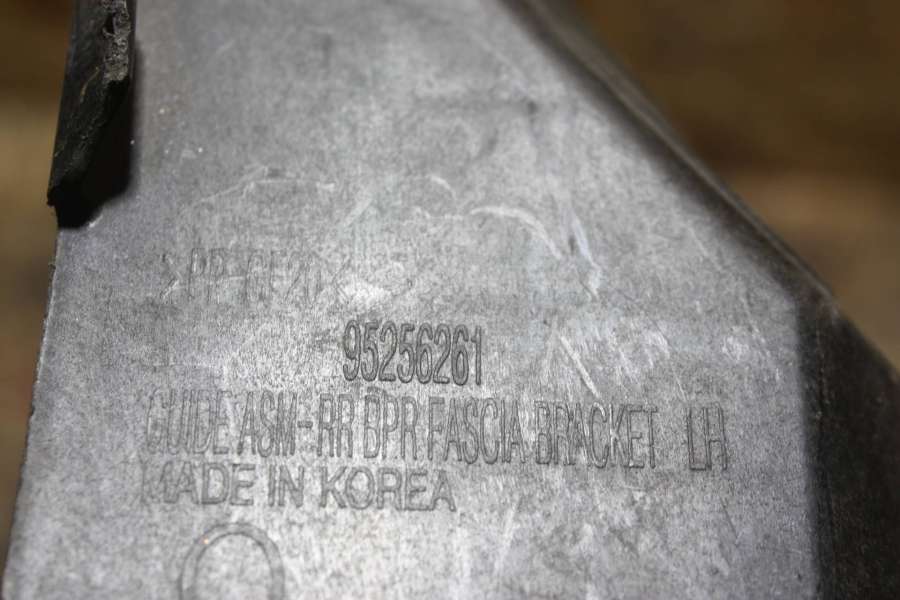 >PP-GF20<
95256261
GUIDE ASM-RR BPR FASCIA BRACKET LH
MADE IN KOREA